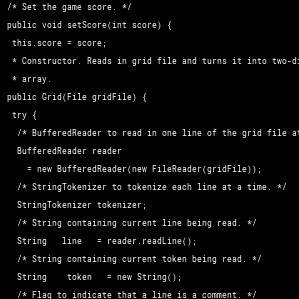 /* Set the game score. */
public void setScore(int score) {
this.score = score;
* Constructor. Reads in grid file and turns it into
* array.
public Grid(File gridFile) {
try {
/* BufferedReader to read in one line of the grid file
BufferedReader reader
= new BufferedReader(new FileReader(gridFile));
/* StringTokenizer to tokenize each line at a time. */
StringTokenizer tokenizer;
/* String containing current line being read. */
String line = reader.readLine();
/* String containing current token being read. */
String token = new String();
/* Flag to indicate that a line is a comment. */